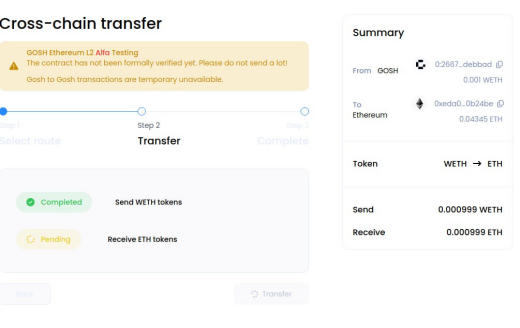 Cross-chain transfer
GOSH Ethereum L2 Alfa Testing
The contract has not been formally verified yet. Please do not send a lot!
Gosh to Gosh transactions are temporary unavailable.
Step 1
Step 2
Step 3
Select route
Transfer
Complete
Completed
Send WETH tokens
Pending
Receive ETH tokens
Back
Transfer
Summary
From GOSH 0:2667...debbad
0.001 WETH
To
Ethereum
0xeda0...0b24be
0.04345 ETH
Token WETH → ETH
Send 0.000999 WETH
Receive 0.000999 ETH